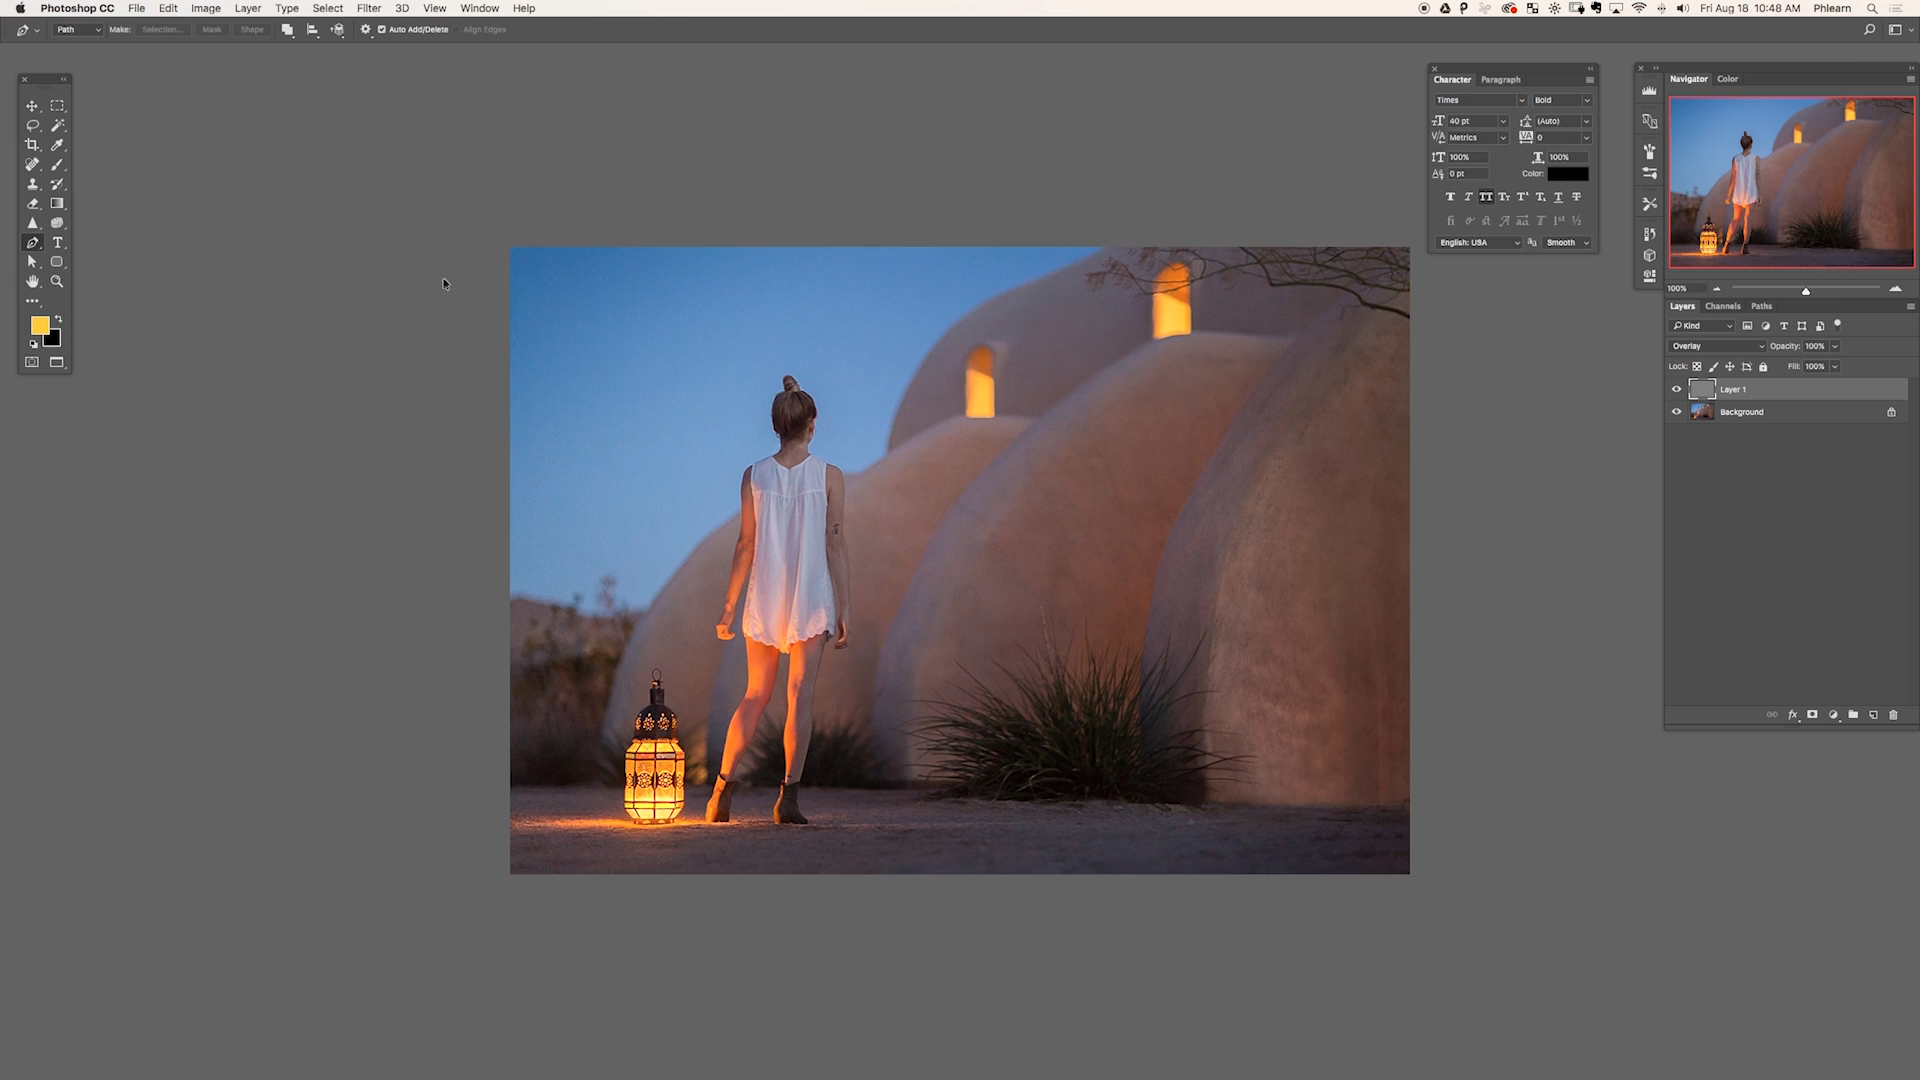 Photoshop CC File Edit Image Layer Type Select Filter 3D View Window Help Fri Aug 18 10:48 AM Phlearn
Path Make: Selection... Mask Shape Auto Add/Delete Align Edges
Character Paragraph
Times Bold
40 pt (Auto)
Metrics 0
100% 100%
0 pt Color:
English: USA Smooth
Navigator Color
100%
Layers Channels Paths
Kind
Overlay Opacity: 100%
Lock: Fill: 100%
Layer 1
Background